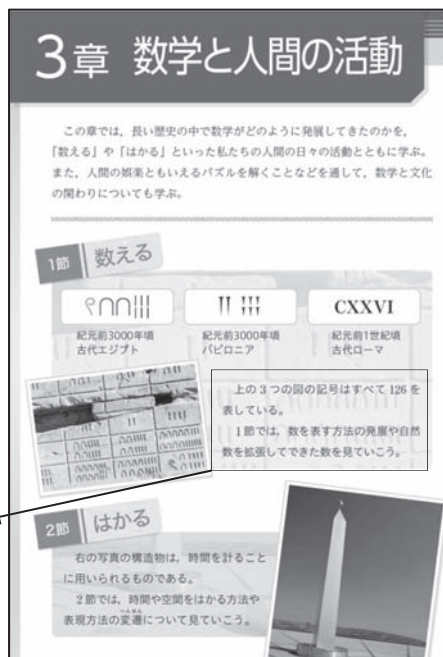 3章 数学と人間の活動
この章では，長い歴史の中で数学がどのように発展してきたのかを，
「数える」や「はかる」といった私たちの人間の日々の活動とともに学ぶ。
また，人間の娯楽ともいえるパズルを解くことなどを通して，数学と文化
の関わりについても学ぶ。
1節 数える
CXXVI
紀元前3000年頃
古代エジプト
紀元前3000年頃
バビロニア
紀元前1世紀頃
古代ローマ
上の3つの図の記号はすべて126を
表している。
1節では，数を表す方法の発展や自然
数を拡張してできた数を見ていこう。
2節 はかる
右の写真の構造物は，時間を計ること
に用いられるものである。
2節では，時間や空間をはかる方法や
へんせん
表現方法の変遷について見ていこう。